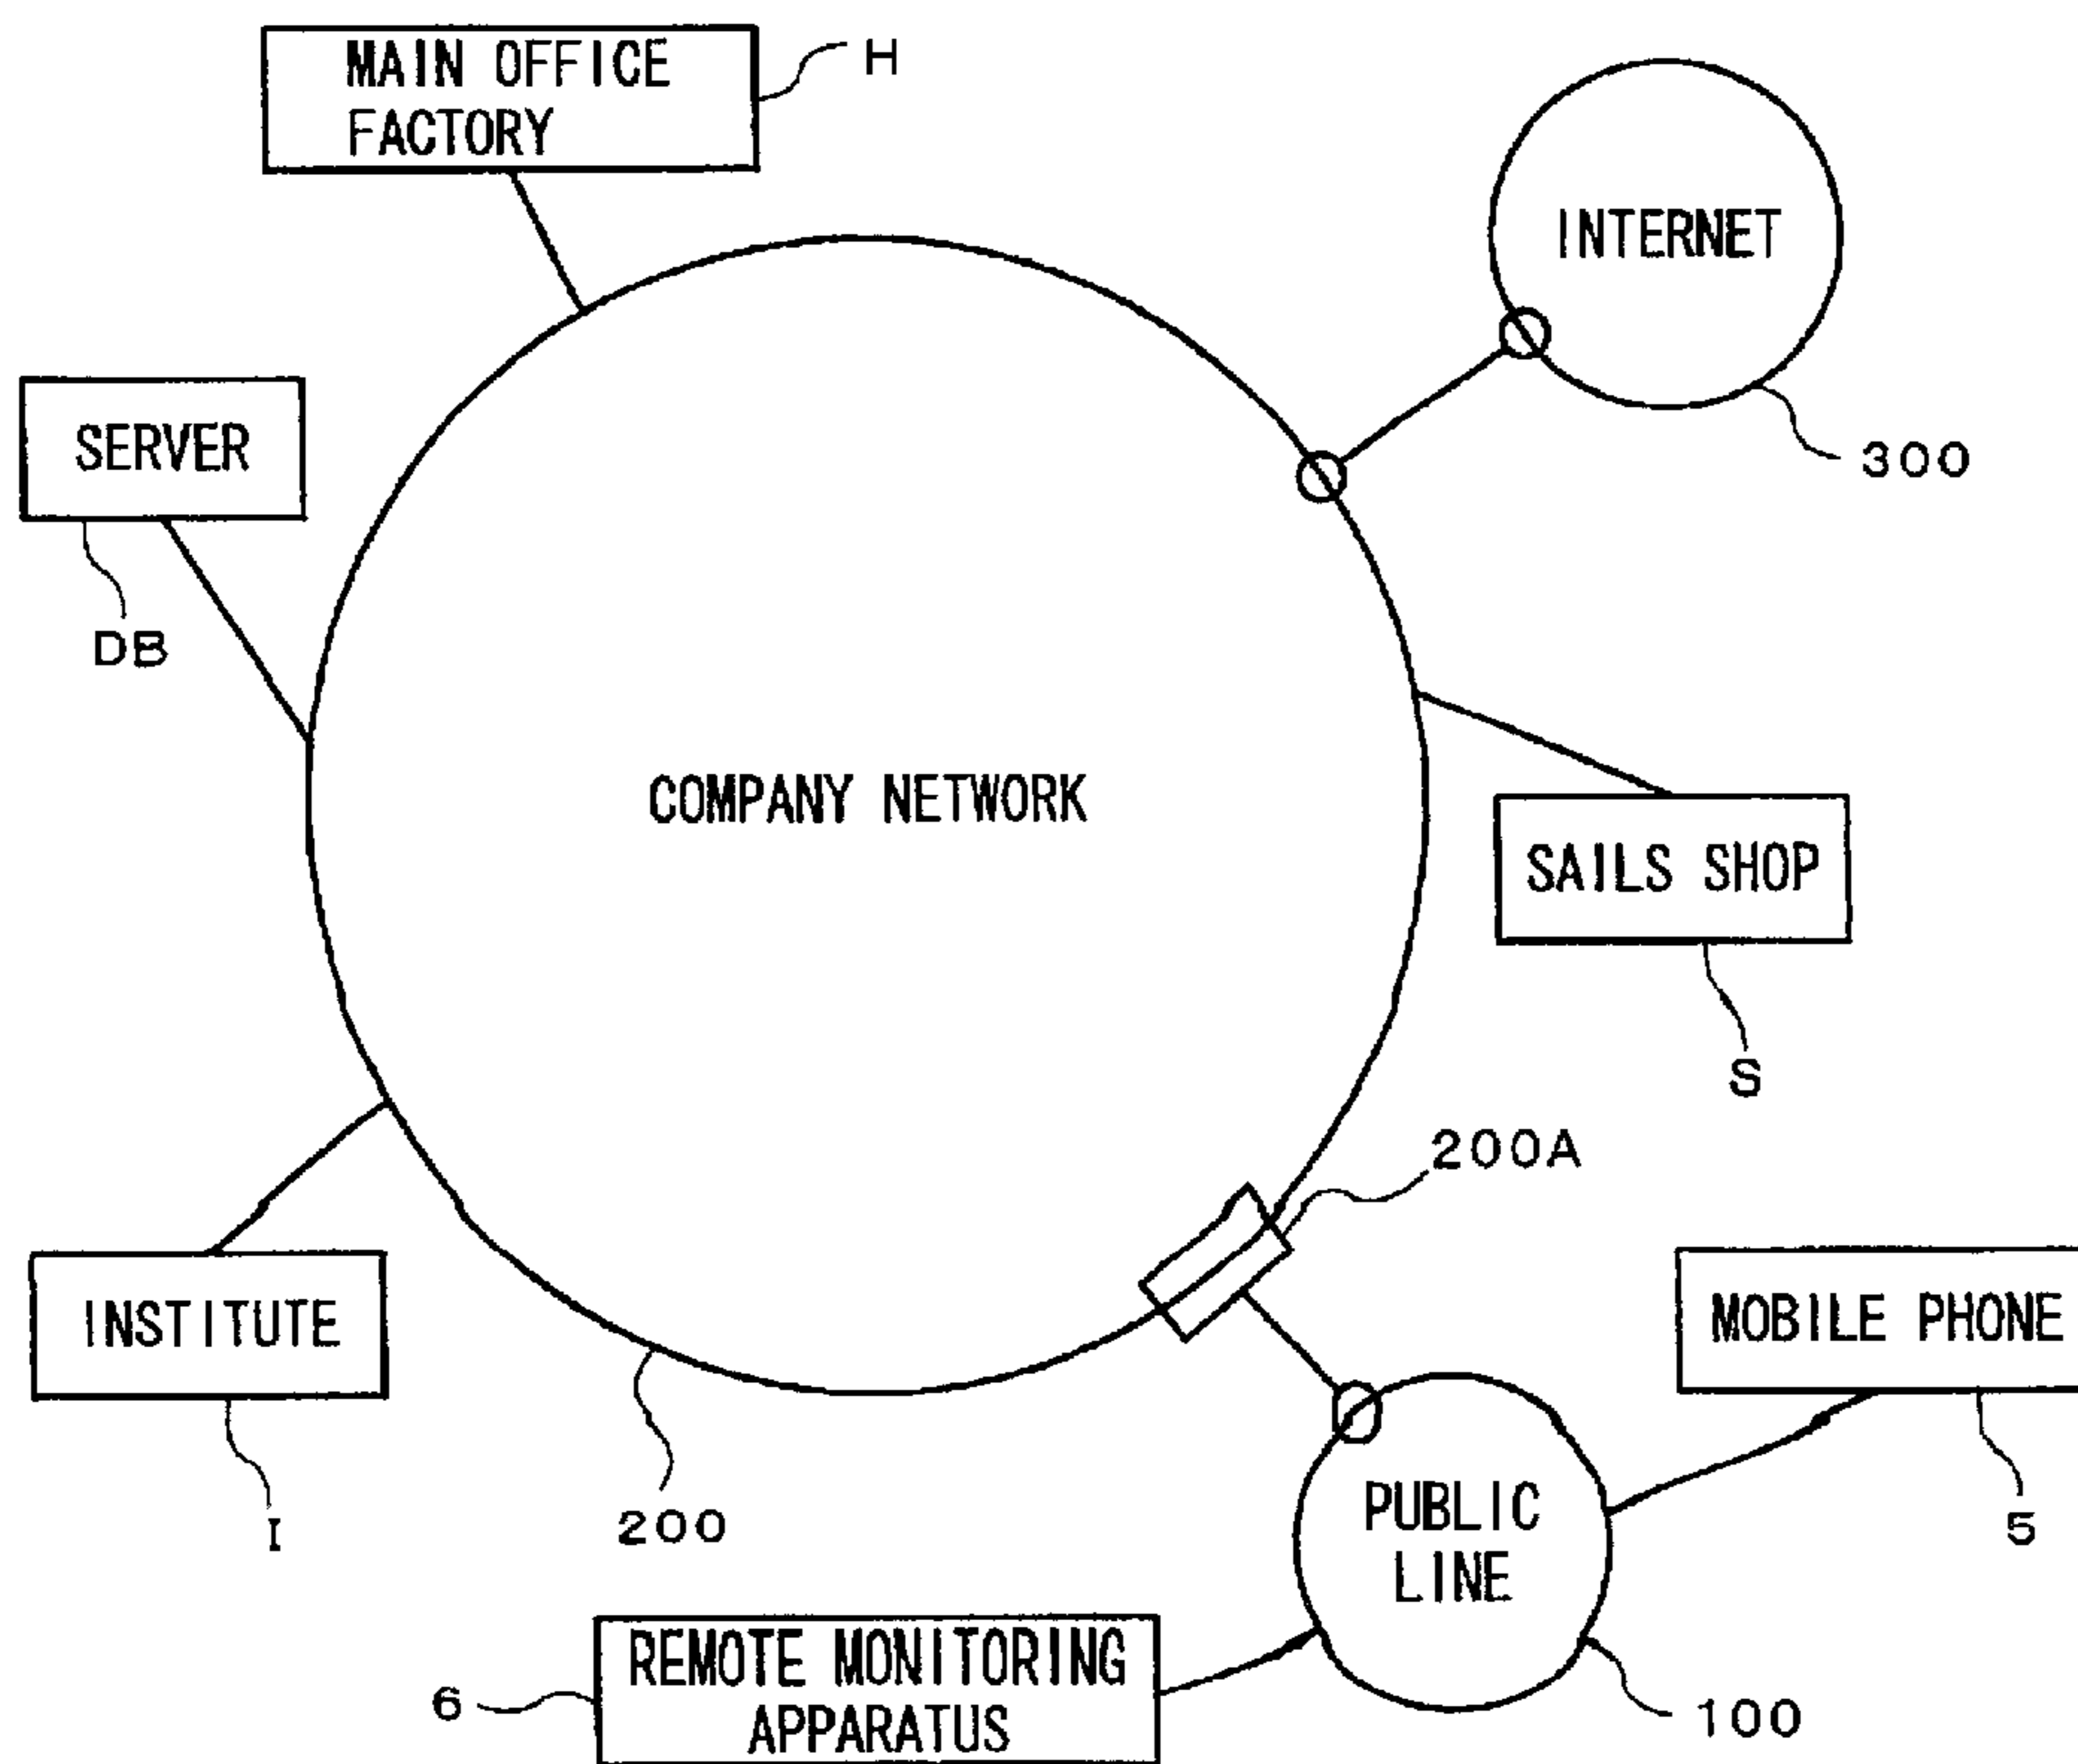 MAIN OFFICE
FACTORY
H
INTERNET
300
SERVER
DB
COMPANY NETWORK
SAILS SHOP
S
200A
INSTITUTE
I
200
MOBILE PHONE
5
PUBLIC
LINE
100
REMOTE MONITORING
APPARATUS
6